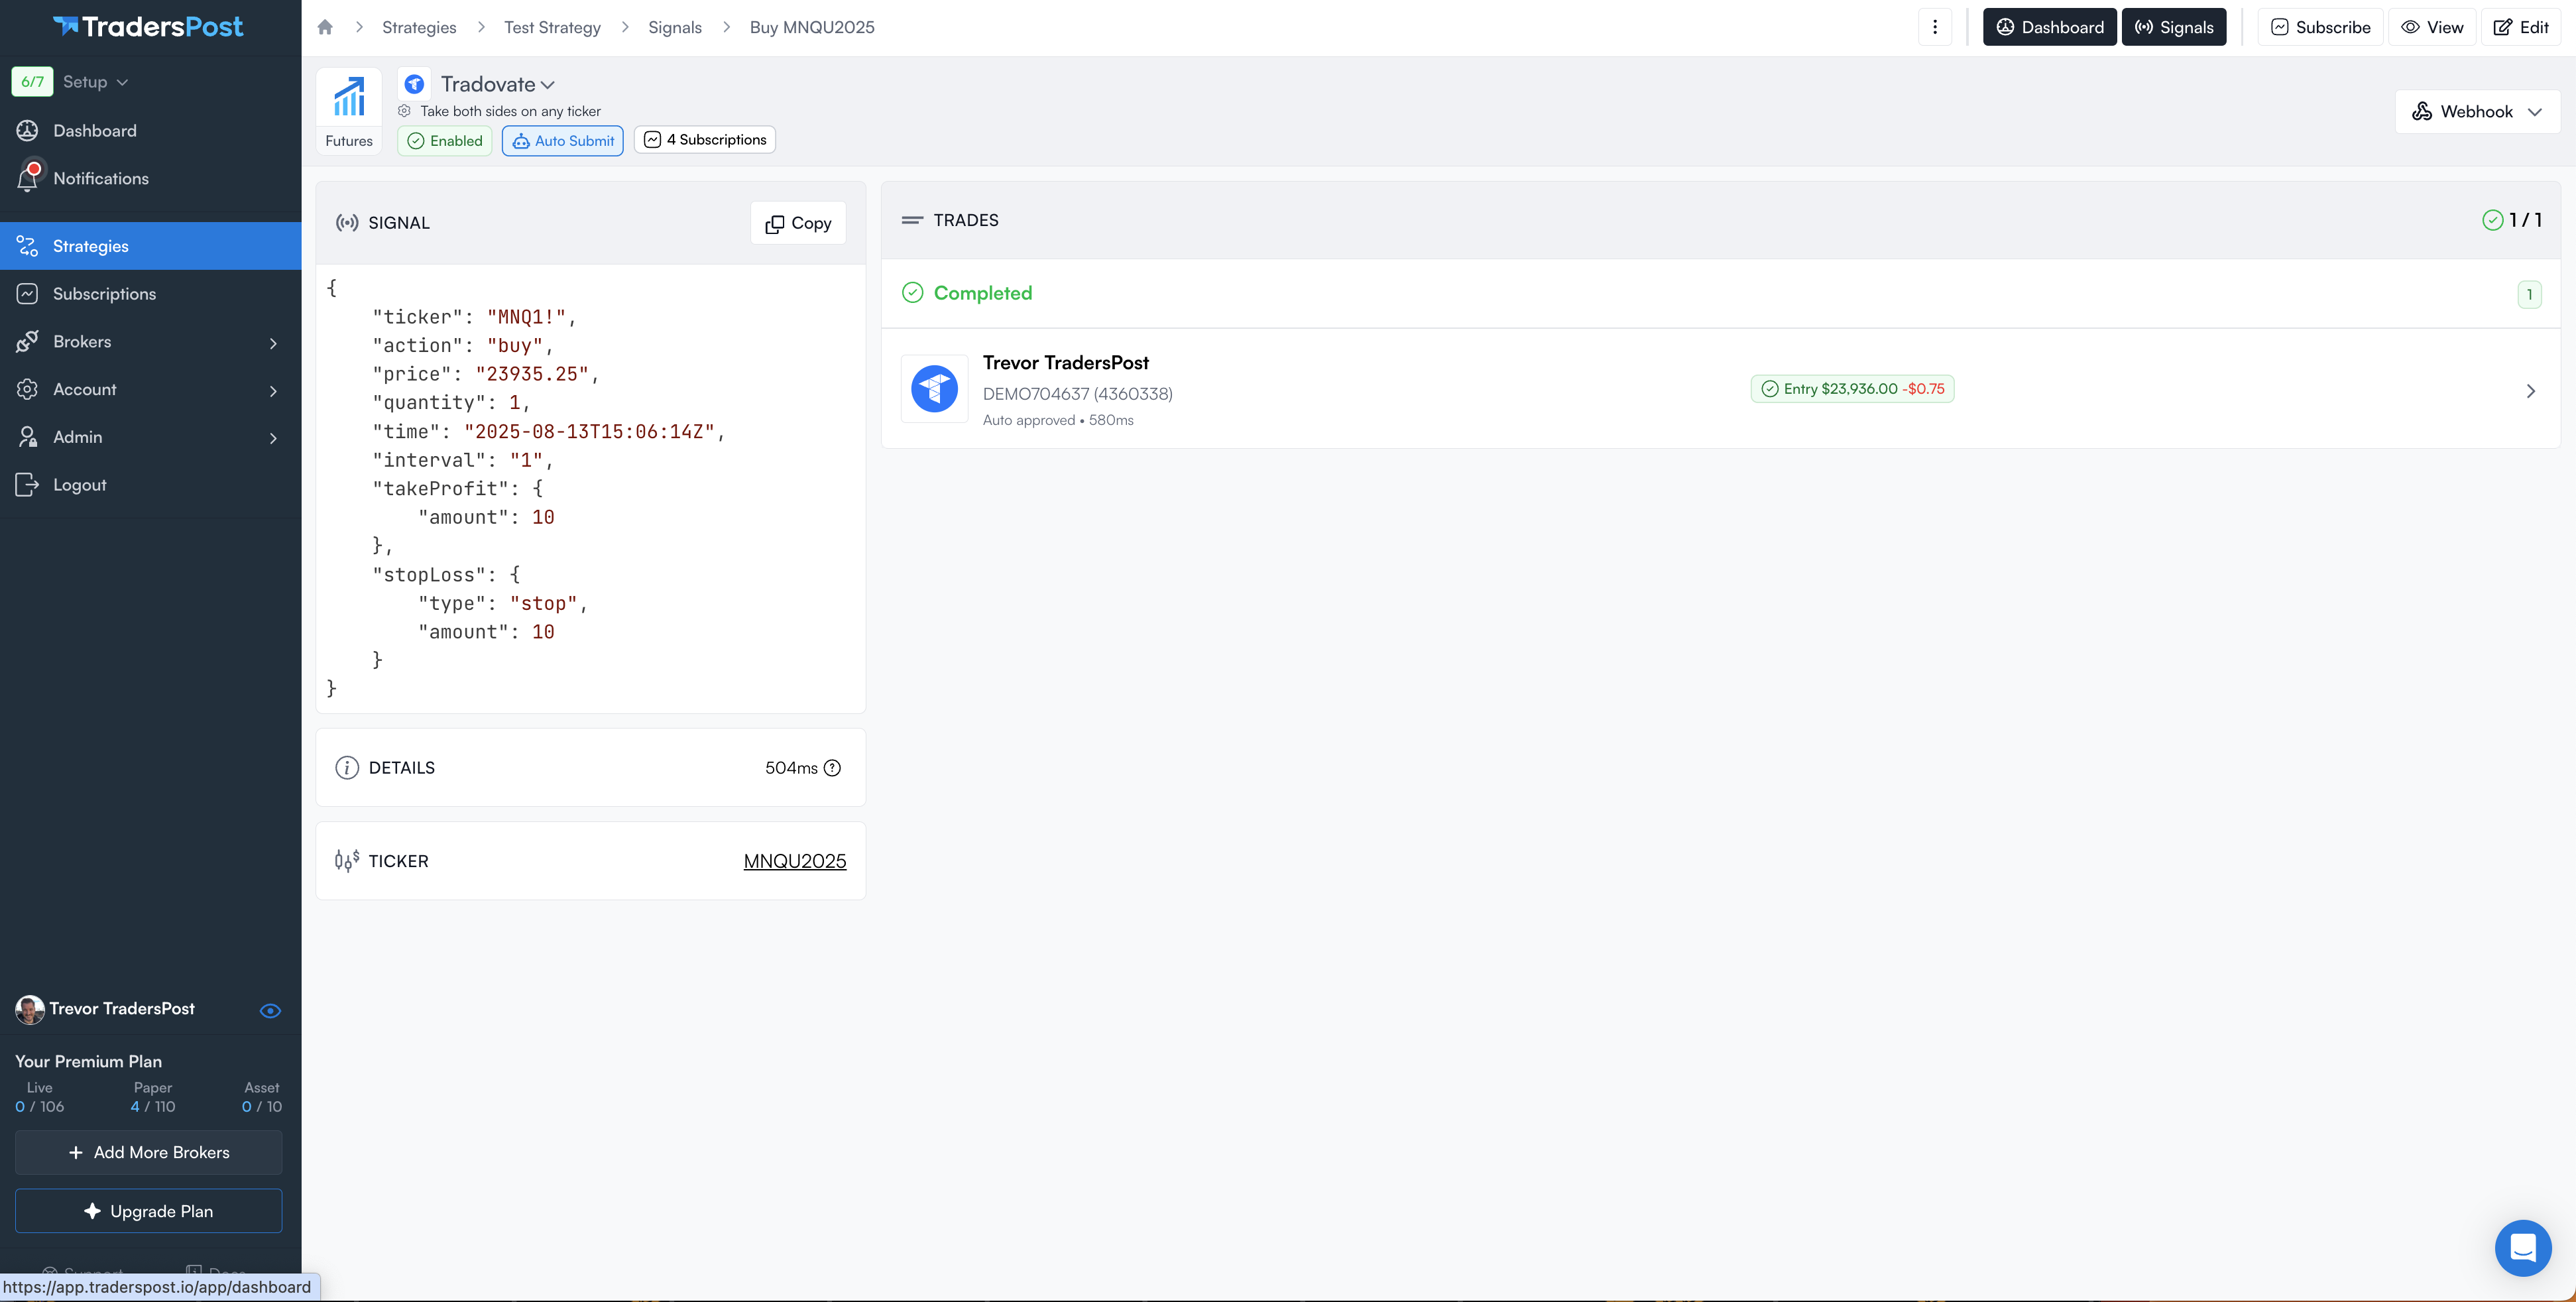 TradersPost
6/7 Setup
Dashboard
Notifications
Strategies
Subscriptions
Brokers
Account
Admin
Logout
Trevor TradersPost
Your Premium Plan
Live Paper Asset
0 / 106 4 / 110 0 / 10
Add More Brokers
Upgrade Plan
https://app.traderspost.io/app/dashboard
Strategies Test Strategy Signals Buy MNQU2025
Dashboard Signals Subscribe View Edit
Futures
Tradovate
Take both sides on any ticker
Enabled Auto Submit 4 Subscriptions
Webhook
SIGNAL Copy
{
"ticker": "MNQ1!",
"action": "buy",
"price": "23935.25",
"quantity": 1,
"time": "2025-08-13T15:06:14Z",
"interval": "1",
"takeProfit": {
"amount": 10
},
"stopLoss": {
"type": "stop",
"amount": 10
}
}
DETAILS 504ms
TICKER MNQU2025
TRADES 1 / 1
Completed 1
Trevor TradersPost
DEMO704637 (4360338)
Auto approved • 580ms
Entry $23,936.00 -$0.75